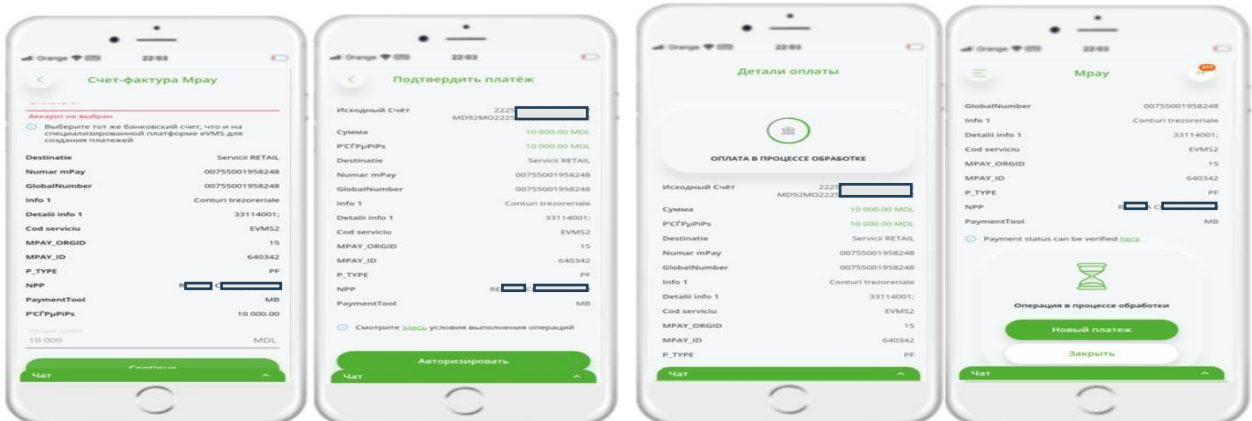 Orange 22:03
Счет-фактура Mpay
Аккаунт не выбран
Выберите тот же банковский счет, что и на
специализированной платформе eVMS для
создания платежей
Destinatie Servicii RETAIL
Numar mPay 00755001958248
GlobalNumber 00755001958248
Info 1 Conturi trezoreriale
Detalii info 1 33114001;
Cod serviciu EVMS2
MPAY_ORGID 15
MPAY_ID 640342
P_TYPE PF
NPP
PaymentTool MB
Р'СЃРµРіРѕ 10 000.00
Общая сумма
10 000 MDL
Continue
Чат
Orange 22:03
Подтвердить платёж
Исходный Счёт 2225
MD92MO2225
Сумма 10 000.00 MDL
Р'СЃРµРіРѕ 10 000.00 MDL
Destinatie Servicii RETAIL
Numar mPay 00755001958248
GlobalNumber 00755001958248
Info 1 Conturi trezoreriale
Detalii info 1 33114001;
Cod serviciu EVMS2
MPAY_ORGID 15
MPAY_ID 640342
P_TYPE PF
NPP RE C
PaymentTool MB
Смотрите здесь условия выполнения операций
Авторизировать
Чат
Orange 22:03
Детали оплаты
ОПЛАТА В ПРОЦЕССЕ ОБРАБОТКЕ
Исходный Счёт 2225
MD92MO2225
Сумма 10 000.00 MDL
Р'СЃРµРіРѕ 10 000.00 MDL
Destinatie Servicii RETAIL
Numar mPay 00755001958248
GlobalNumber 00755001958248
Info 1 Conturi trezoreriale
Detalii info 1 33114001;
Cod serviciu EVMS2
MPAY_ORGID 15
MPAY_ID 640342
P_TYPE PF
Чат
Orange 22:03
Mpay
GlobalNumber 00755001958248
Info 1 Conturi trezoreriale
Detalii info 1 33114001;
Cod serviciu EVMS2
MPAY_ORGID 15
MPAY_ID 640342
P_TYPE PF
NPP
PaymentTool MB
Payment status can be verified here
Операция в процессе обработки
Новый платеж
Закрыть
Чат